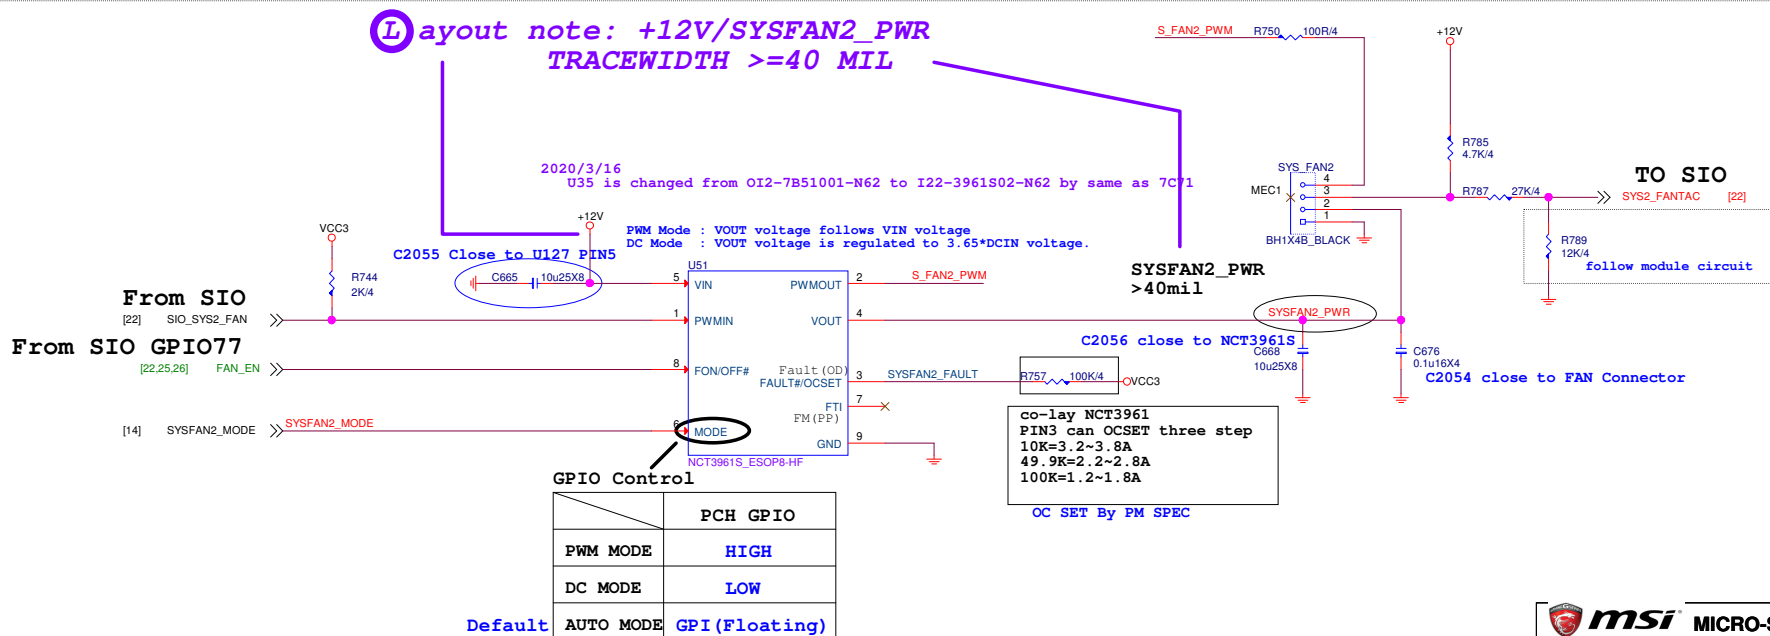 Layout note: +12V/SYSFAN2_PWR
TRACEWIDTH >=40 MIL
S_FAN2_PWM
R750
100R/4
+12V
R785
4.7K/4
2020/3/16
U35 is changed from OI2-7B51001-N62 to I22-3961S02-N62 by same as 7C71
SYS_FAN2
MEC1
4
3
2
1
BH1X4B_BLACK
R787
27K/4
TO SIO
SYS2_FANTAC
[22]
R789
12K/4
follow module circuit
VCC3
+12V
PWM Mode : VOUT voltage follows VIN voltage
DC Mode : VOUT voltage is regulated to 3.65*DCIN voltage.
C2055 Close to U127 PIN5
R744
2K/4
C665
10u25X8
U51
5
VIN
PWMOUT
2
S_FAN2_PWM
SYSFAN2_PWR
>40mil
From SIO
[22]
SIO_SYS2_FAN
1
PWMIN
VOUT
4
SYSFAN2_PWR
From SIO GPIO77
[22,25,26]
FAN_EN
8
FON/OFF#
Fault(OD)
FAULT#/OCSET
3
SYSFAN2_FAULT
R757
100K/4
VCC3
C2056 close to NCT3961S
C668
10u25X8
C676
0.1u16X4
C2054 close to FAN Connector
FTI
7
FM(PP)
[14]
SYSFAN2_MODE
SYSFAN2_MODE
6
MODE
GND
9
NCT3961S_ESOP8-HF
co-lay NCT3961
PIN3 can OCSET three step
10K=3.2~3.8A
49.9K=2.2~2.8A
100K=1.2~1.8A
OC SET By PM SPEC
GPIO Control
PCH GPIO
PWM MODE
HIGH
DC MODE
LOW
Default
AUTO MODE
GPI(Floating)
msi
MICRO-S